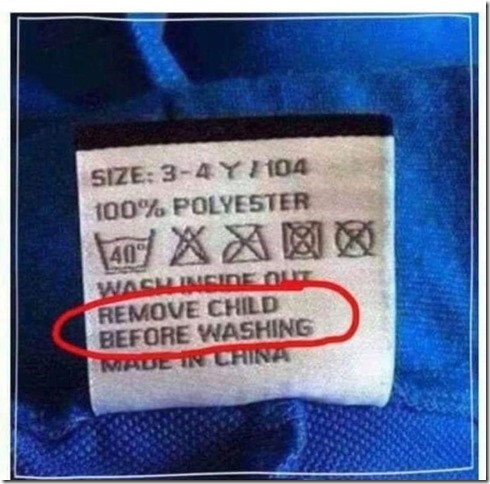 SIZE: 3-4 Y / 104
100% POLYESTER
40°
WASH INSIDE OUT
REMOVE CHILD
BEFORE WASHING
MADE IN CHINA